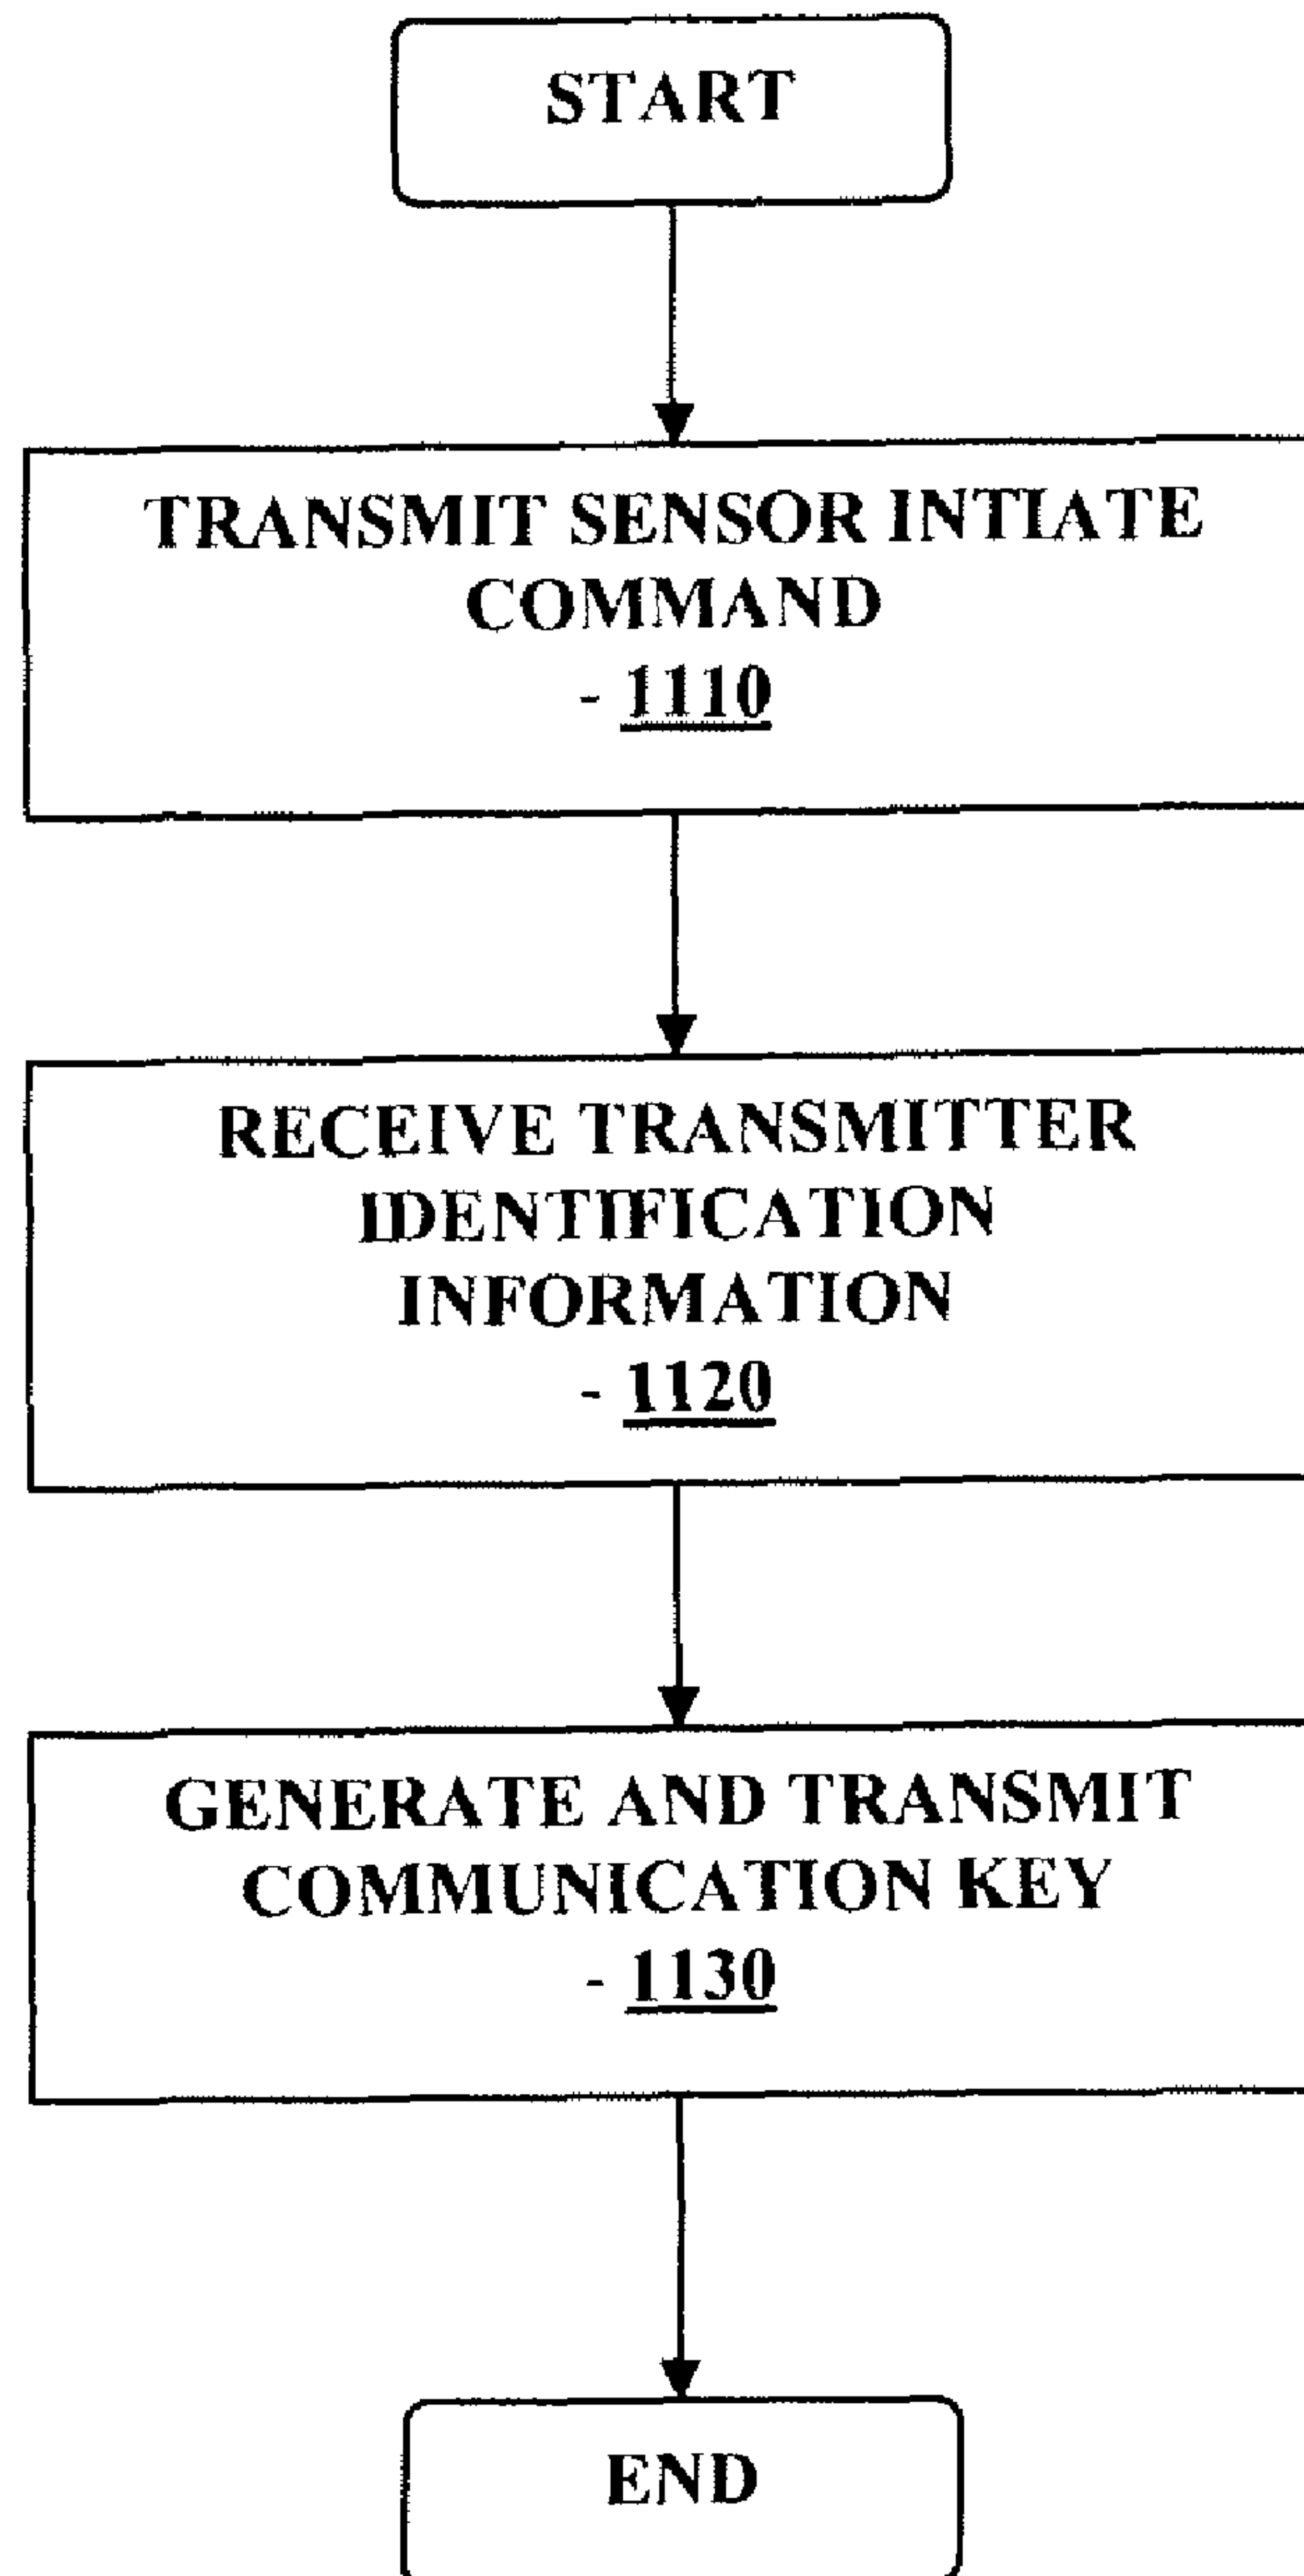 START
TRANSMIT SENSOR INTIATE
COMMAND
- 1110
RECEIVE TRANSMITTER
IDENTIFICATION
INFORMATION
- 1120
GENERATE AND TRANSMIT
COMMUNICATION KEY
- 1130
END